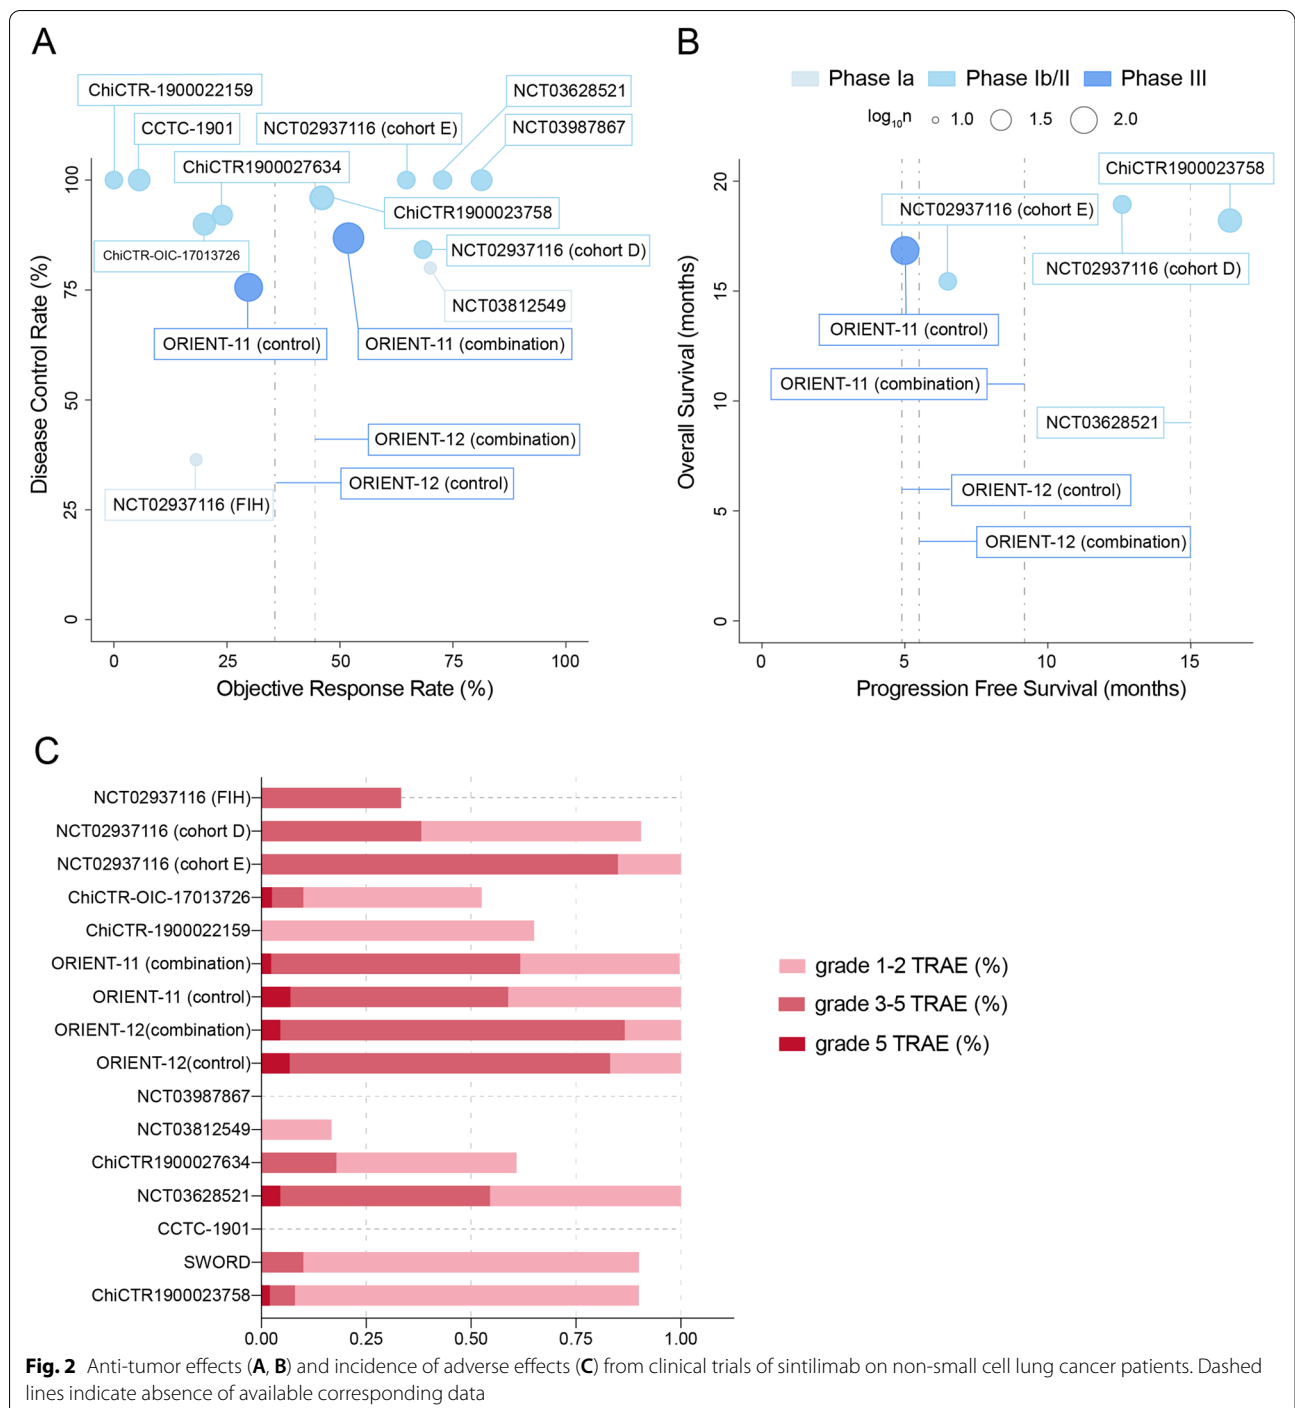 A
ChiCTR-1900022159
CCTC-1901
NCT02937116 (cohort E)
NCT03628521
NCT03987867
ChiCTR1900027634
ChiCTR1900023758
ChiCTR-OIC-17013726
NCT02937116 (cohort D)
NCT03812549
ORIENT-11 (control)
ORIENT-11 (combination)
ORIENT-12 (combination)
ORIENT-12 (control)
NCT02937116 (FIH)
Disease Control Rate (%)
100
75
50
25
0
0 25 50 75 100
Objective Response Rate (%)
B
Phase Ia Phase Ib/II Phase III
log10n 1.0 1.5 2.0
ChiCTR1900023758
NCT02937116 (cohort E)
NCT02937116 (cohort D)
ORIENT-11 (control)
ORIENT-11 (combination)
NCT03628521
ORIENT-12 (control)
ORIENT-12 (combination)
Overall Survival (months)
20
15
10
5
0
0 5 10 15
Progression Free Survival (months)
C
NCT02937116 (FIH)
NCT02937116 (cohort D)
NCT02937116 (cohort E)
ChiCTR-OIC-17013726
ChiCTR-1900022159
ORIENT-11 (combination)
ORIENT-11 (control)
ORIENT-12(combination)
ORIENT-12(control)
NCT03987867
NCT03812549
ChiCTR1900027634
NCT03628521
CCTC-1901
SWORD
ChiCTR1900023758
0.00 0.25 0.50 0.75 1.00
grade 1-2 TRAE (%)
grade 3-5 TRAE (%)
grade 5 TRAE (%)
Fig. 2 Anti-tumor effects (A, B) and incidence of adverse effects (C) from clinical trials of sintilimab on non-small cell lung cancer patients. Dashed
lines indicate absence of available corresponding data